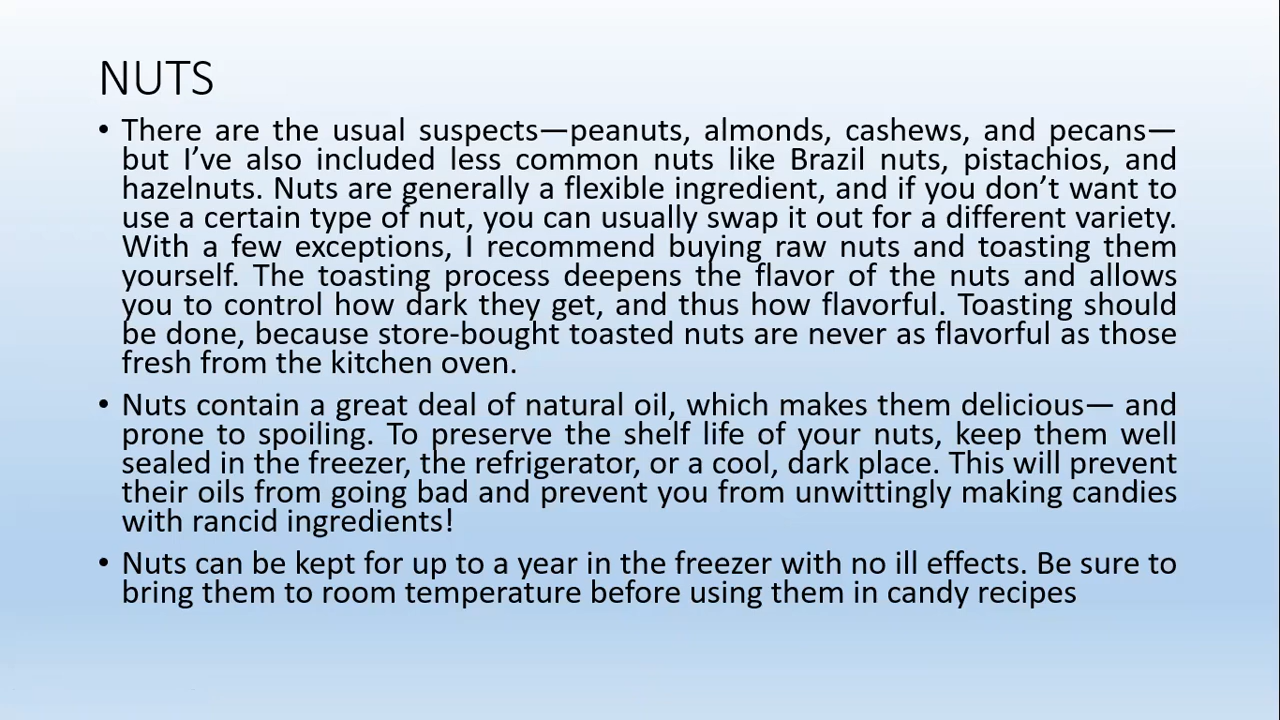 NUTS
• There are the usual suspects—peanuts, almonds, cashews, and pecans—
but I’ve also included less common nuts like Brazil nuts, pistachios, and
hazelnuts. Nuts are generally a flexible ingredient, and if you don’t want to
use a certain type of nut, you can usually swap it out for a different variety.
With a few exceptions, I recommend buying raw nuts and toasting them
yourself. The toasting process deepens the flavor of the nuts and allows
you to control how dark they get, and thus how flavorful. Toasting should
be done, because store-bought toasted nuts are never as flavorful as those
fresh from the kitchen oven.
• Nuts contain a great deal of natural oil, which makes them delicious— and
prone to spoiling. To preserve the shelf life of your nuts, keep them well
sealed in the freezer, the refrigerator, or a cool, dark place. This will prevent
their oils from going bad and prevent you from unwittingly making candies
with rancid ingredients!
• Nuts can be kept for up to a year in the freezer with no ill effects. Be sure to
bring them to room temperature before using them in candy recipes